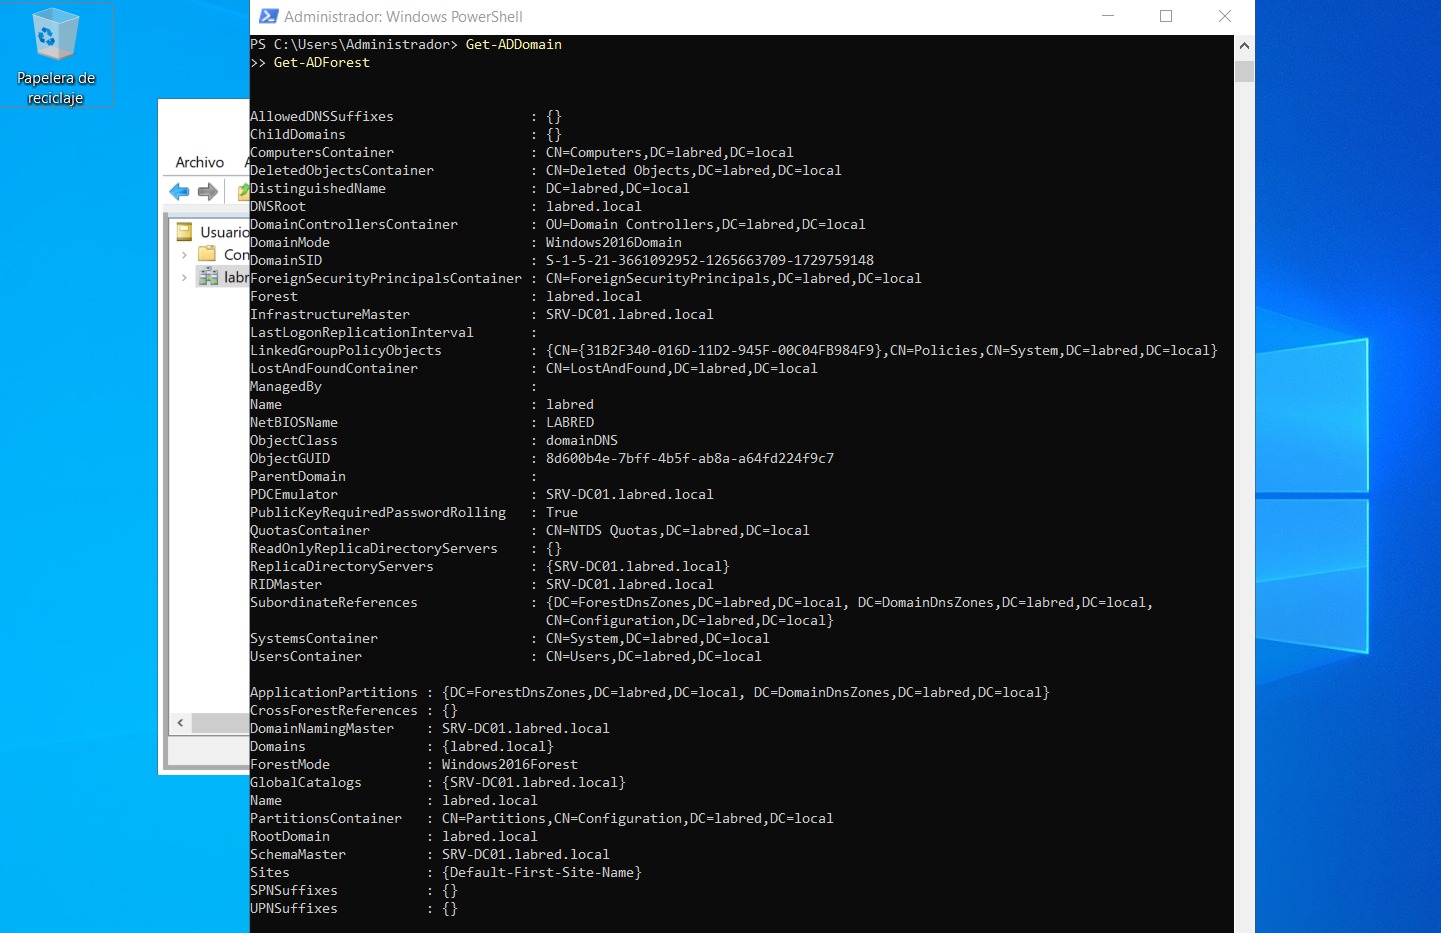 Papelera de
reciclaje
Administrador: Windows PowerShell
Archivo
Usuario
Con
labr
PS C:\Users\Administrador> Get-ADDomain
>> Get-ADForest
AllowedDNSSuffixes : {}
ChildDomains : {}
ComputersContainer : CN=Computers,DC=labred,DC=local
DeletedObjectsContainer : CN=Deleted Objects,DC=labred,DC=local
DistinguishedName : DC=labred,DC=local
DNSRoot : labred.local
DomainControllersContainer : OU=Domain Controllers,DC=labred,DC=local
DomainMode : Windows2016Domain
DomainSID : S-1-5-21-3661092952-1265663709-1729759148
ForeignSecurityPrincipalsContainer : CN=ForeignSecurityPrincipals,DC=labred,DC=local
Forest : labred.local
InfrastructureMaster : SRV-DC01.labred.local
LastLogonReplicationInterval :
LinkedGroupPolicyObjects : {CN={31B2F340-016D-11D2-945F-00C04FB984F9},CN=Policies,CN=System,DC=labred,DC=local}
LostAndFoundContainer : CN=LostAndFound,DC=labred,DC=local
ManagedBy :
Name : labred
NetBIOSName : LABRED
ObjectClass : domainDNS
ObjectGUID : 8d600b4e-7bff-4b5f-ab8a-a64fd224f9c7
ParentDomain :
PDCEmulator : SRV-DC01.labred.local
PublicKeyRequiredPasswordRolling : True
QuotasContainer : CN=NTDS Quotas,DC=labred,DC=local
ReadOnlyReplicaDirectoryServers : {}
ReplicaDirectoryServers : {SRV-DC01.labred.local}
RIDMaster : SRV-DC01.labred.local
SubordinateReferences : {DC=ForestDnsZones,DC=labred,DC=local, DC=DomainDnsZones,DC=labred,DC=local,
CN=Configuration,DC=labred,DC=local}
SystemsContainer : CN=System,DC=labred,DC=local
UsersContainer : CN=Users,DC=labred,DC=local
ApplicationPartitions : {DC=ForestDnsZones,DC=labred,DC=local, DC=DomainDnsZones,DC=labred,DC=local}
CrossForestReferences : {}
DomainNamingMaster : SRV-DC01.labred.local
Domains : {labred.local}
ForestMode : Windows2016Forest
GlobalCatalogs : {SRV-DC01.labred.local}
Name : labred.local
PartitionsContainer : CN=Partitions,CN=Configuration,DC=labred,DC=local
RootDomain : labred.local
SchemaMaster : SRV-DC01.labred.local
Sites : {Default-First-Site-Name}
SPNSuffixes : {}
UPNSuffixes : {}